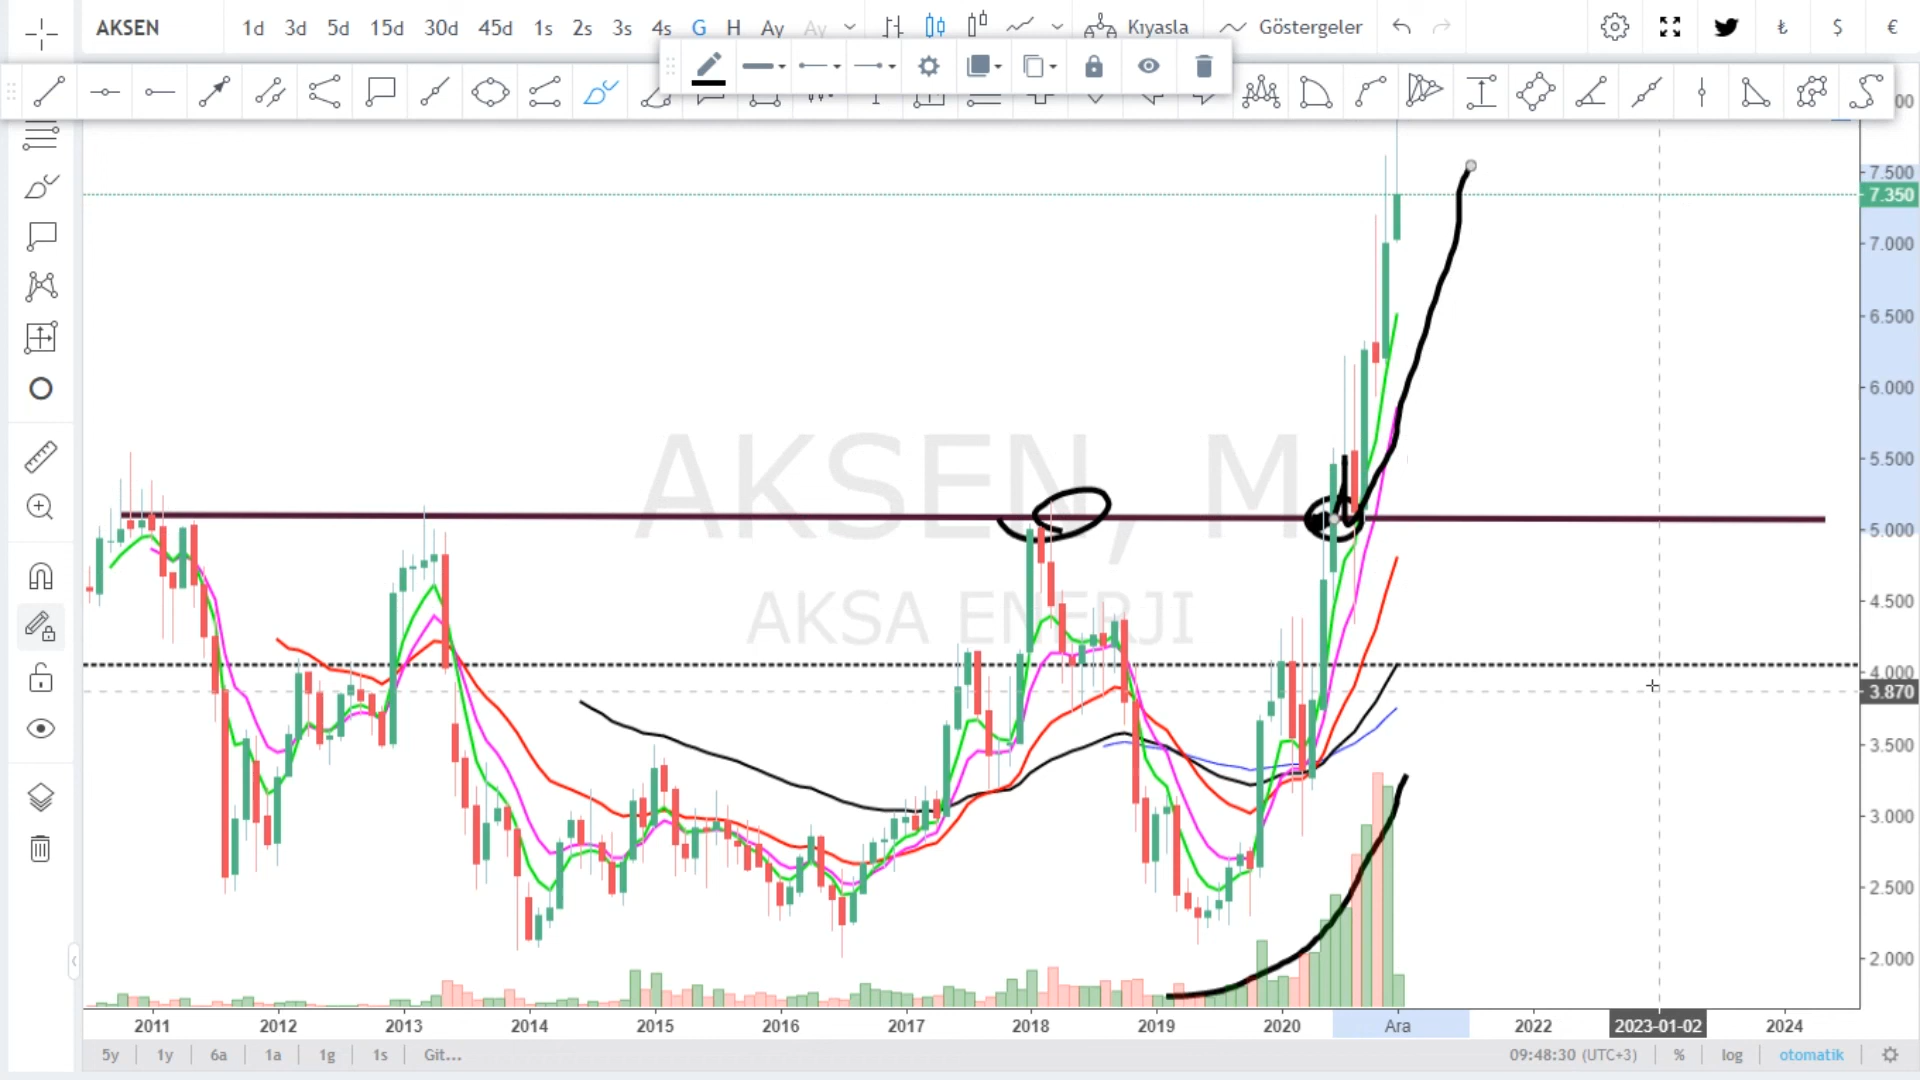 AKSEN 1d 3d 5d 15d 30d 45d 1s 2s 3s 4s G H Ay Ay Kıyasla Göstergeler ₺ $ €
7.500
7.350
7.000
6.500
6.000
5.500
5.000
4.500
4.000
3.870
3.500
3.000
2.500
2.000
AKSEN, M
AKSA ENERJI
2011 2012 2013 2014 2015 2016 2017 2018 2019 2020 Ara 2022 2023-01-02 2024
5y 1y 6a 1a 1g 1s Git... 09:48:30 (UTC+3) % log otomatik